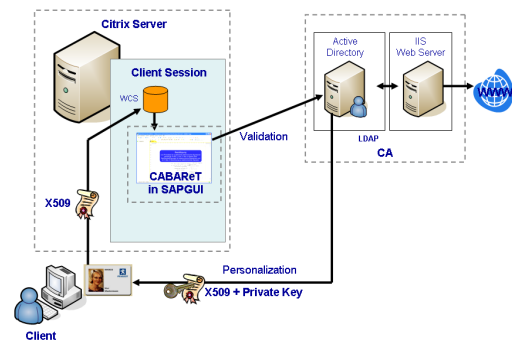 Citrix Server
Client Session
WCS
CABAReT
in SAPGUI
Active
Directory
IIS
Web Server
WWW
Validation
LDAP
CA
X509
Personalization
X509 + Private Key
Client